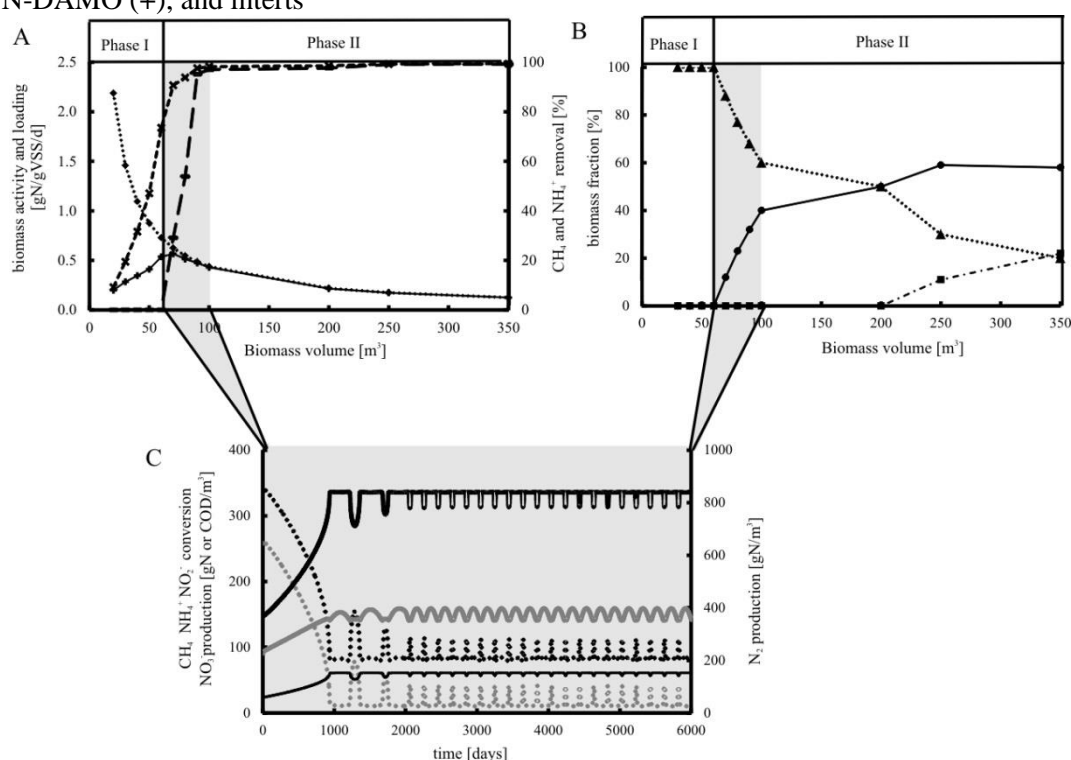 N-DAMO (+), and inerts
A
B
Phase I
Phase II
Phase I
Phase II
2.5
2.0
1.5
1.0
0.5
0.0
biomass activity and loading
[gN/gVSS/d]
100
80
60
40
20
0
CH₄ and NH₄⁺ removal [%]
0 50 100 150 200 250 300 350
Biomass volume [m³]
100
80
60
40
20
0
biomass fraction [%]
0 50 100 150 200 250 300 350
Biomass volume [m³]
C
400
300
200
100
0
CH₄ NH₄⁺ NO₂⁻ conversion
NO₃⁻production [gN or COD/m³]
1000
800
600
400
200
0
N₂ production [gN/m³]
0 1000 2000 3000 4000 5000 6000
time [days]